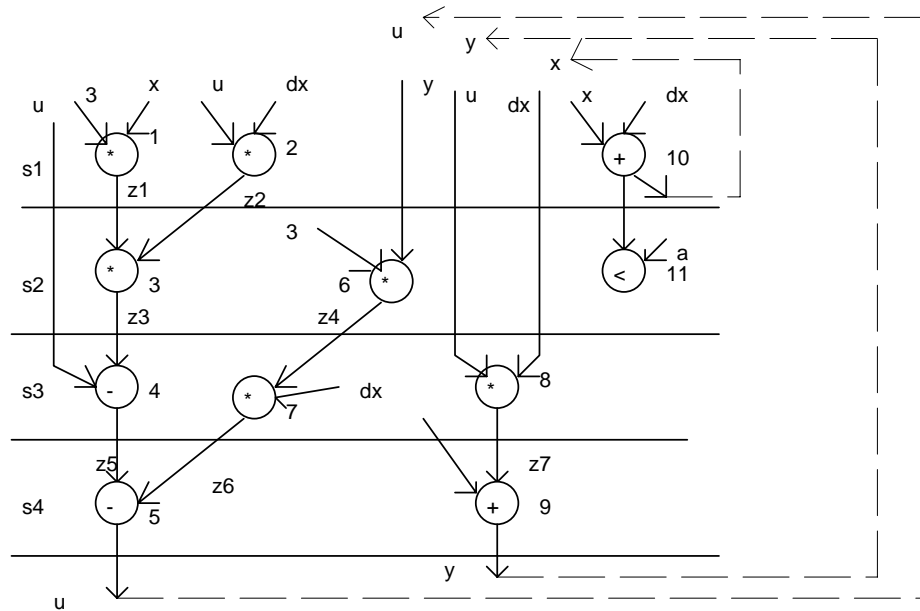 u
y
x
u 3 x u dx y u dx x dx
* 1 * 2 + 10
s1
z1 z2
3 a
* 3 6 * < 11
s2
z3 z4
s3 - 4 * 7 dx * 8
z5 z6 z7
s4 - 5 + 9
y
u